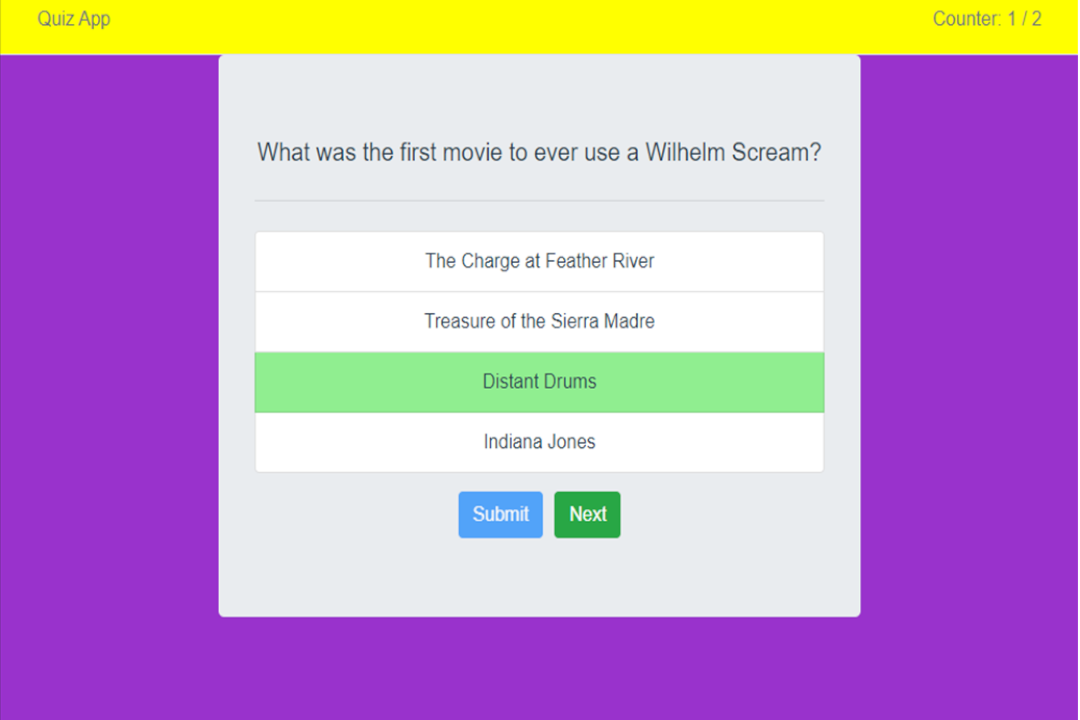 Quiz App
Counter: 1 / 2
What was the first movie to ever use a Wilhelm Scream?
The Charge at Feather River
Treasure of the Sierra Madre
Distant Drums
Indiana Jones
Submit
Next